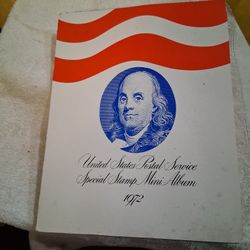 United States Postal Service
Special Stamp Mini Album
1972